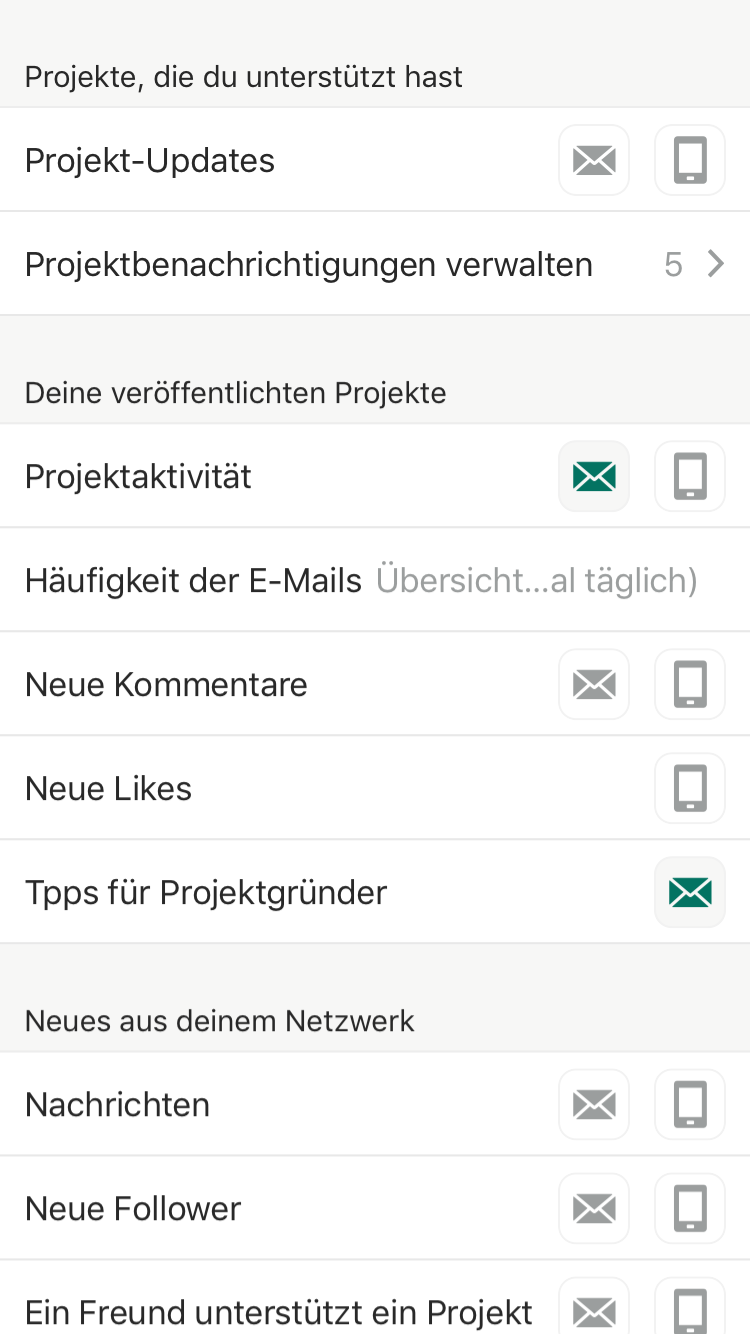 Projekte, die du unterstützt hast
Projekt-Updates
Projektbenachrichtigungen verwalten 5
Deine veröffentlichten Projekte
Projektaktivität
Häufigkeit der E-Mails Übersicht...al täglich)
Neue Kommentare
Neue Likes
Tpps für Projektgründer
Neues aus deinem Netzwerk
Nachrichten
Neue Follower
Ein Freund unterstützt ein Projekt